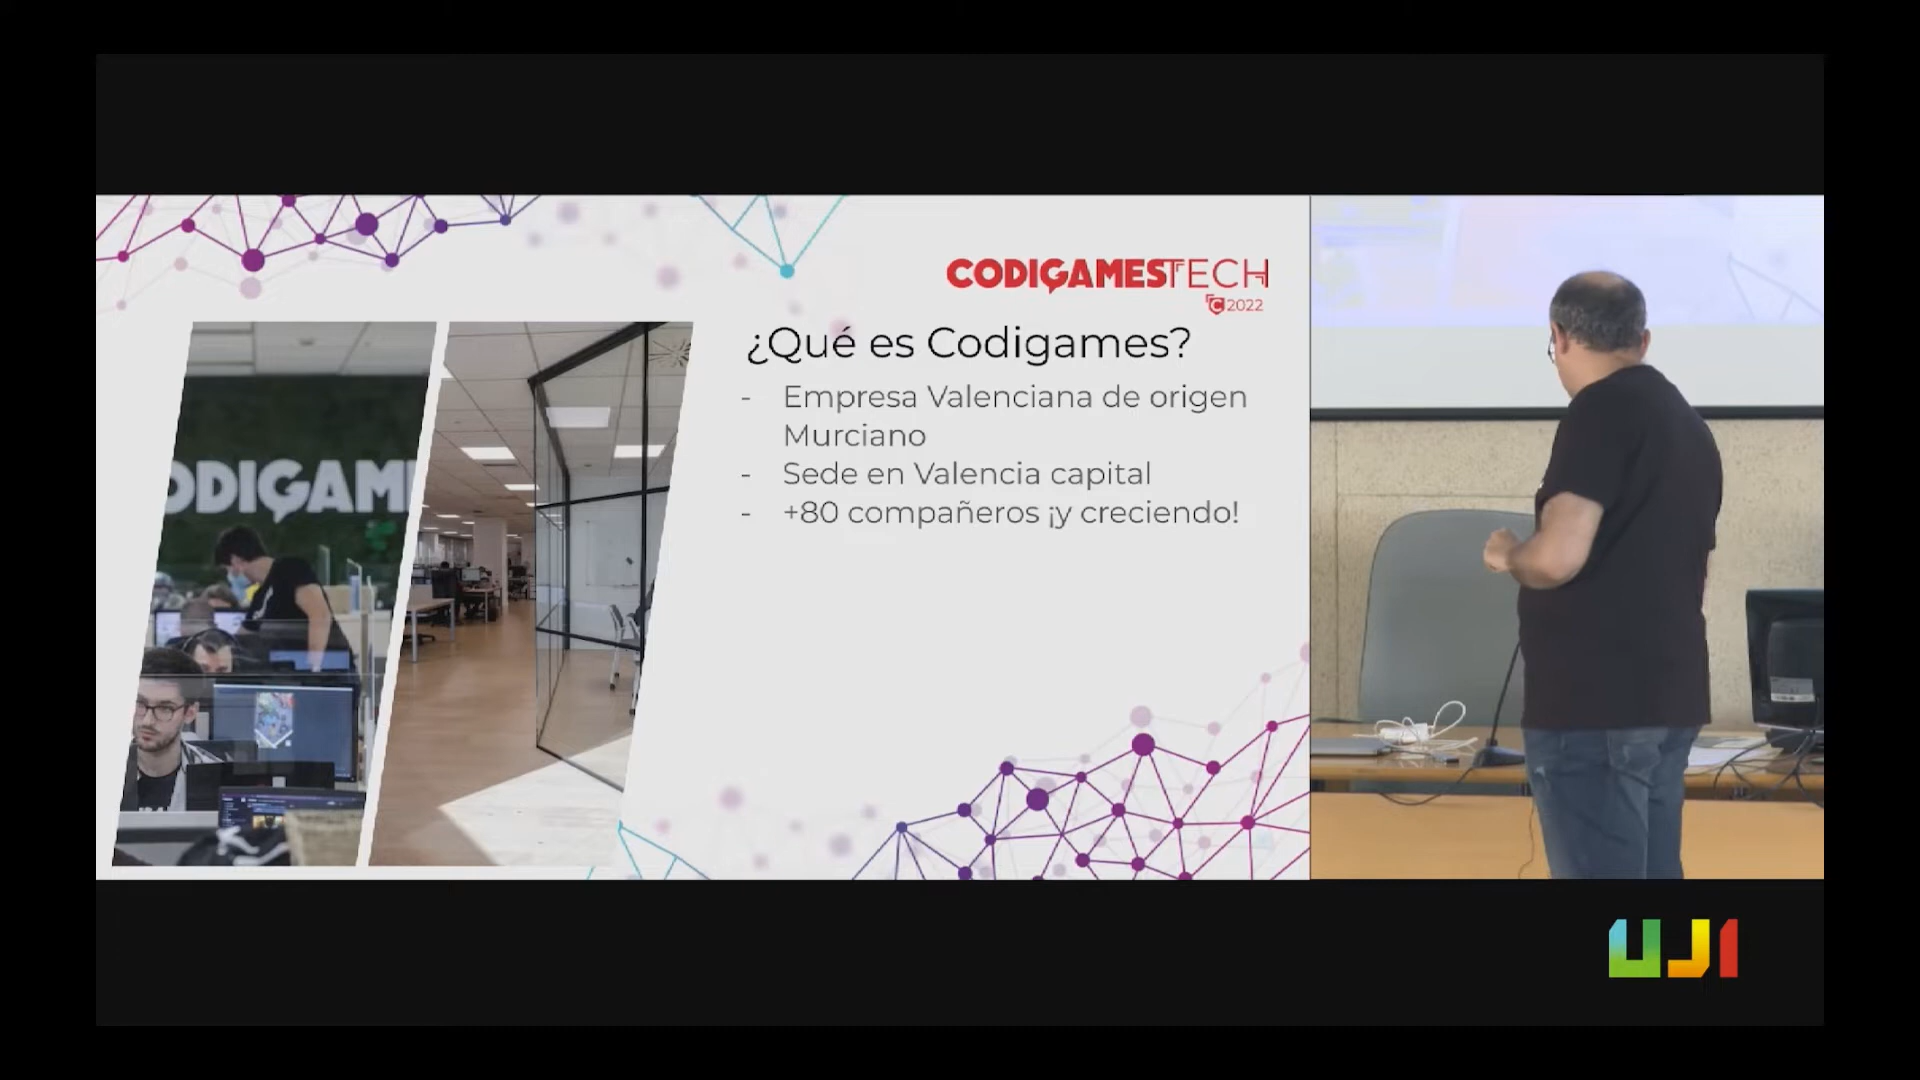 CODIGAMESTECH
2022
¿Qué es Codigames?
- Empresa Valenciana de origen
Murciano
- Sede en Valencia capital
- +80 compañeros ¡y creciendo!
ODIGAM
UJI